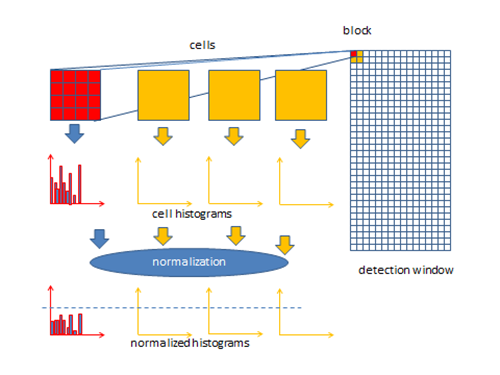 block
cells
cell histograms
normalization
detection window
normalized histograms